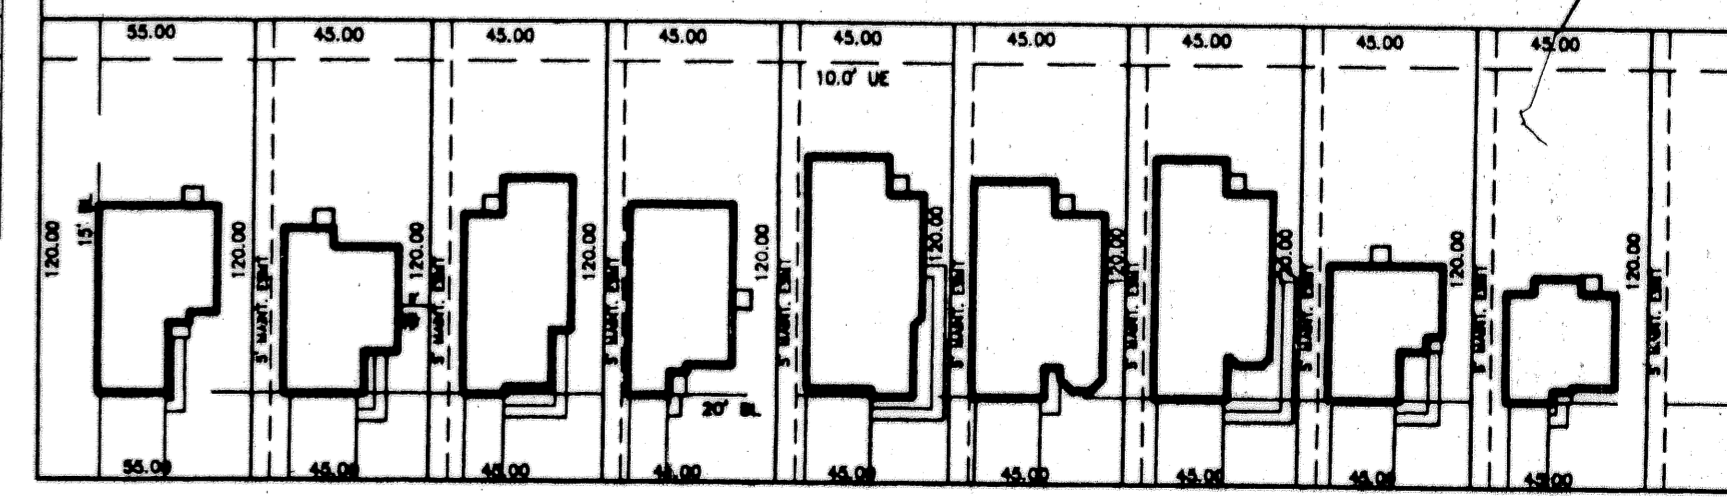 55.00 45.00 45.00 45.00 45.00 45.00 45.00 45.00 45.00
10.0' UE
120.00
15' BL
120.00
5' MAINT. ESMT
120.00
5' MAINT. ESMT
120.00
5' MAINT. ESMT
120.00
5' MAINT. ESMT
120.00
5' MAINT. ESMT
120.00
5' MAINT. ESMT
120.00
5' MAINT. ESMT
120.00
5' MAINT. ESMT
120.00
5' MAINT. ESMT
20' BL
55.00 45.00 45.00 45.00 45.00 45.00 45.00 45.00 45.00